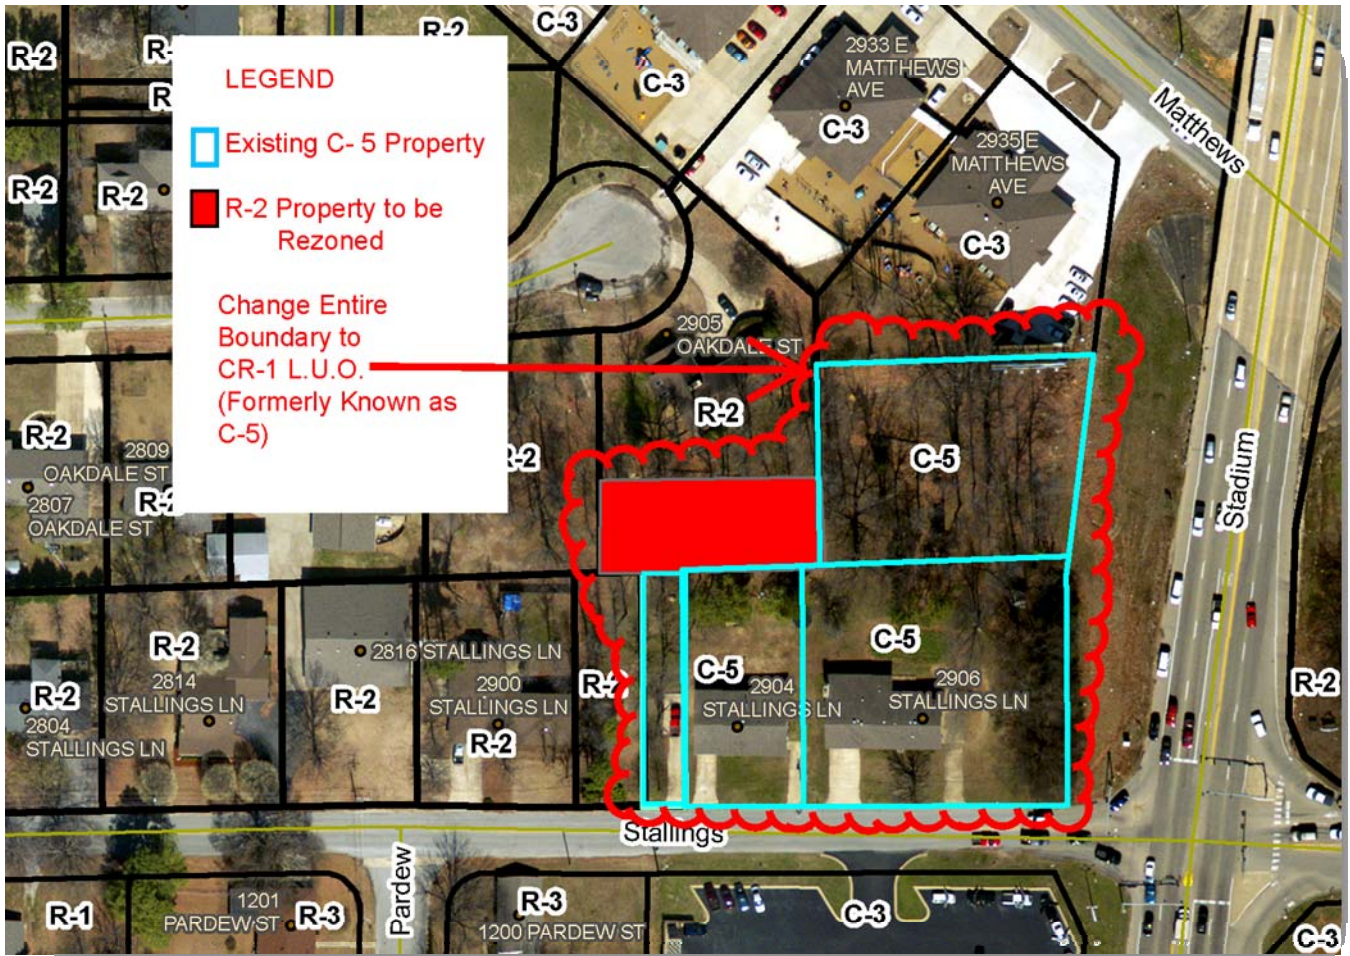 LEGEND
Existing C- 5 Property
R-2 Property to be
Rezoned
Change Entire
Boundary to
CR-1 L.U.O.
(Formerly Known as
C-5)
R-2
R-
R-2
C-3
R
C-3
2933 E
MATTHEWS
AVE
C-3
Matthews
2935 E
MATTHEWS
AVE
C-3
R-2
R-2
2905
OAKDALE ST
R-2
C-5
R-2
2809
OAKDALE ST
R-2
2807
OAKDALE ST
R-2
Stadium
R-2
2814
STALLINGS LN
2816 STALLINGS LN
R-2
2900
STALLINGS LN
R-2
R-2
C-5
2904
STALLINGS LN
C-5
2906
STALLINGS LN
R-2
R-2
2804
STALLINGS LN
Stallings
Pardew
R-1
1201
PARDEW ST
R-3
R-3
1200 PARDEW ST
C-3
C-3